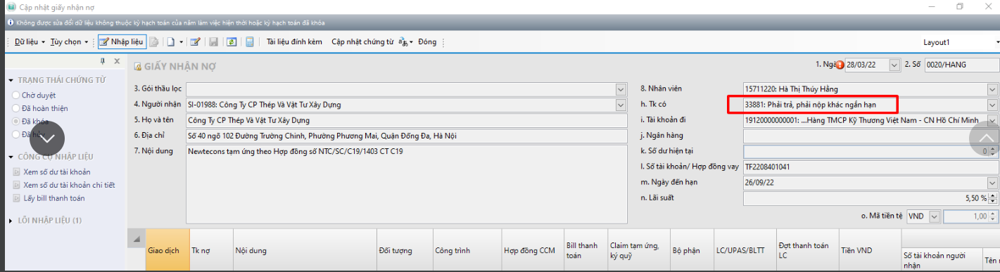 Cập nhật giấy nhận nợ
Không được sửa đổi dữ liệu không thuộc kỳ hạch toán của năm làm việc hiện thời hoặc kỳ hạch toán đã khóa
Dữ liệu Tùy chọn Nhập liệu Tài liệu đính kèm Cập nhật chứng từ Đóng Layout1
GIẤY NHẬN NỢ
1. Ngà 28/03/22 2. Số 0020/HANG
TRẠNG THÁI CHỨNG TỪ
Chờ duyệt
Đã hoàn thiện
Đã khóa
CÔNG CỤ NHẬP LIỆU
Xem số dư tài khoản
Xem số dư tài khoản chi tiết
Lấy bill thanh toán
LỖI NHẬP LIỆU (1)
3. Gói thầu lọc
4. Người nhận SI-01988: Công Ty CP Thép Và Vật Tư Xây Dựng
5. Họ và tên Công Ty CP Thép Và Vật Tư Xây Dựng
6. Địa chỉ Số 40 ngõ 102 Đường Trường Chinh, Phường Phương Mai, Quận Đống Đa, Hà Nội
7. Nội dung Newtecons tạm ứng theo Hợp đồng số NTC/SC/C19/1403 CT C19
8. Nhân viên 15711220: Hà Thị Thúy Hằng
h. Tk có 33881: Phải trả, phải nộp khác ngắn hạn
i. Tài khoản đi 19120000000001: ...Hàng TMCP Kỹ Thương Việt Nam - CN Hồ Chí Minh
j. Ngân hàng
k. Số dư hiện tại 0
l. Số tài khoản/ Hợp đồng vay TF2208401041
m. Ngày đến hạn 26/09/22
n. Lãi suất 5,50 %
o. Mã tiền tệ VND 1,00
Giao dịch Tk nợ Nội dung Đối tượng Công trình Hợp đồng CCM Bill thanh toán Claim tạm ứng, ký quỹ Bộ phận LC/UPAS/BLTT Đợt thanh toán LC Tiền VND
Số tài khoản người nhận Tên